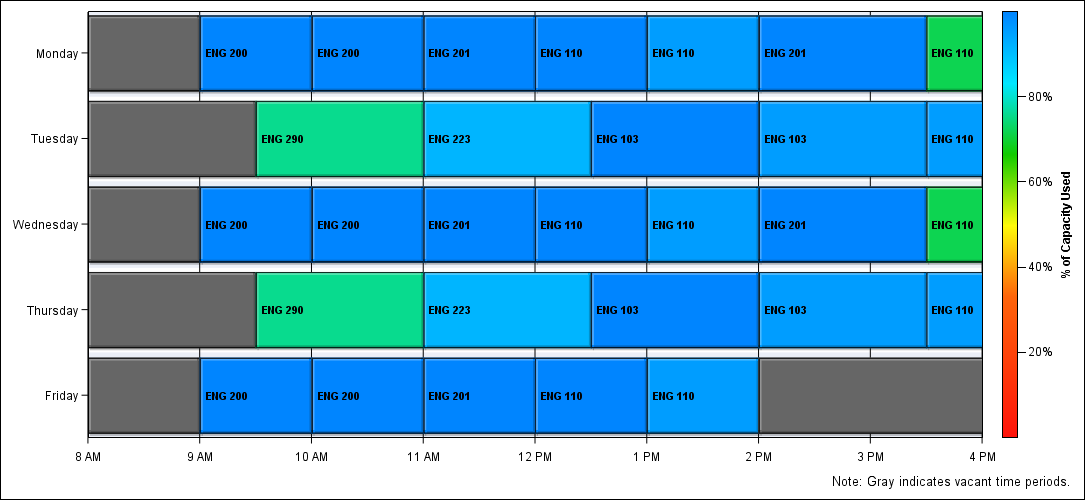 Monday
ENG 200
ENG 200
ENG 201
ENG 110
ENG 110
ENG 201
ENG 110
Tuesday
ENG 290
ENG 223
ENG 103
ENG 103
ENG 110
Wednesday
ENG 200
ENG 200
ENG 201
ENG 110
ENG 110
ENG 201
ENG 110
Thursday
ENG 290
ENG 223
ENG 103
ENG 103
ENG 110
Friday
ENG 200
ENG 200
ENG 201
ENG 110
ENG 110
8 AM
9 AM
10 AM
11 AM
12 PM
1 PM
2 PM
3 PM
4 PM
80%
60%
40%
20%
% of Capacity Used
Note: Gray indicates vacant time periods.